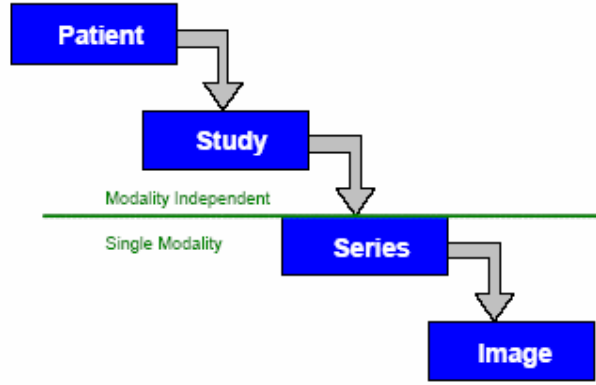 Patient
Study
Modality Independent
Single Modality
Series
Image